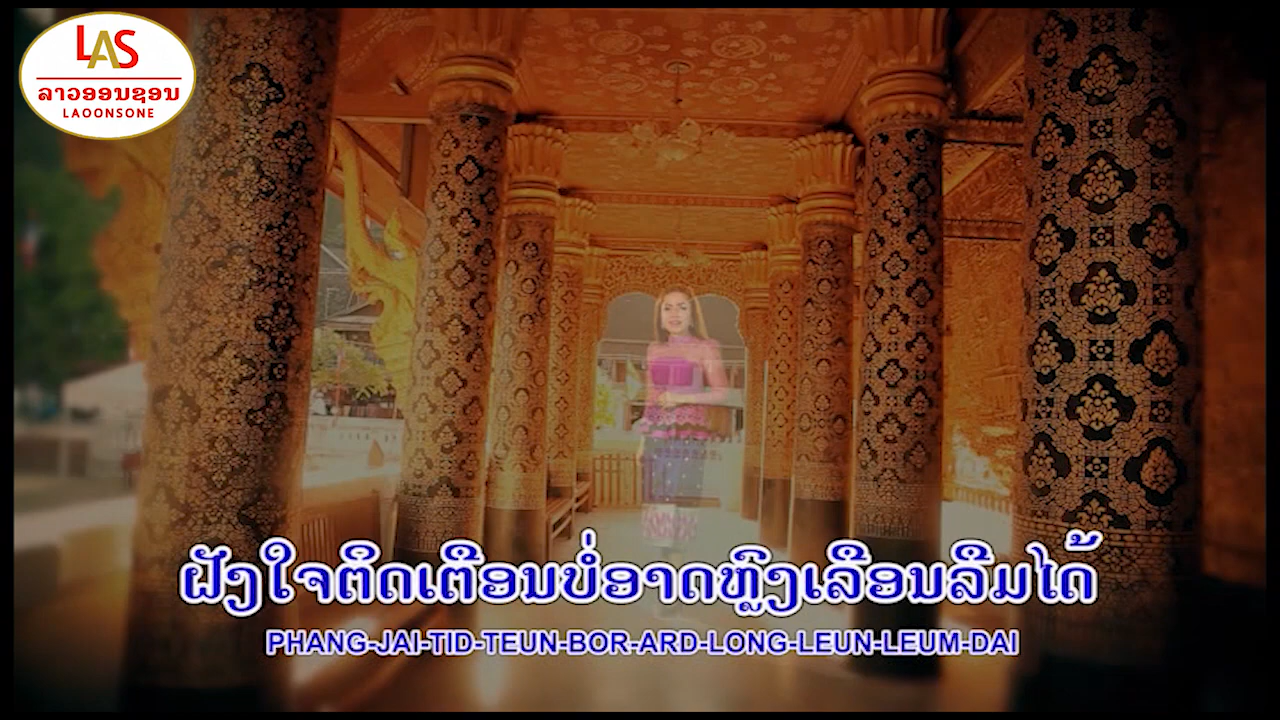 LAS
ລາວອອນຊອນ
LAOONSONE
ຝັງໃຈຕິດເຕືອນບໍ່ອາດຫຼົງເລືອນລືມໄດ້
PHANG-JAI-TID-TEUN-BOR-ARD-LONG-LEUN-LEUM-DAI